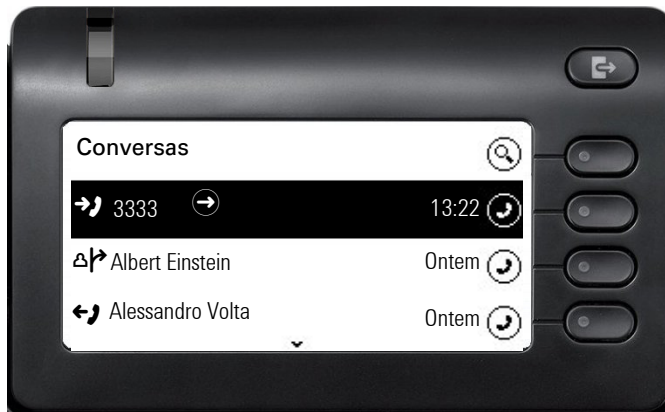 Conversas
3333 13:22
Albert Einstein Ontem
Alessandro Volta Ontem